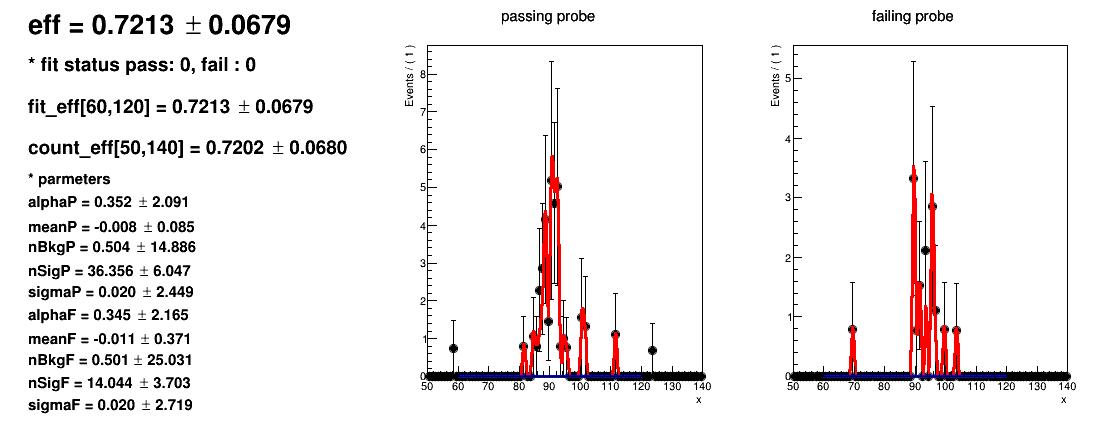 eff = 0.7213 ± 0.0679
* fit status pass: 0, fail : 0
fit_eff[60,120] = 0.7213 ± 0.0679
count_eff[50,140] = 0.7202 ± 0.0680
* parmeters
alphaP = 0.352 ± 2.091
meanP = -0.008 ± 0.085
nBkgP = 0.504 ± 14.886
nSigP = 36.356 ± 6.047
sigmaP = 0.020 ± 2.449
alphaF = 0.345 ± 2.165
meanF = -0.011 ± 0.371
nBkgF = 0.501 ± 25.031
nSigF = 14.044 ± 3.703
sigmaF = 0.020 ± 2.719
passing probe
Events / ( 1 )
8
7
6
5
4
3
2
1
0
50 60 70 80 90 100 110 120 130 140
x
failing probe
Events / ( 1 )
5
4
3
2
1
0
50 60 70 80 90 100 110 120 130 140
x